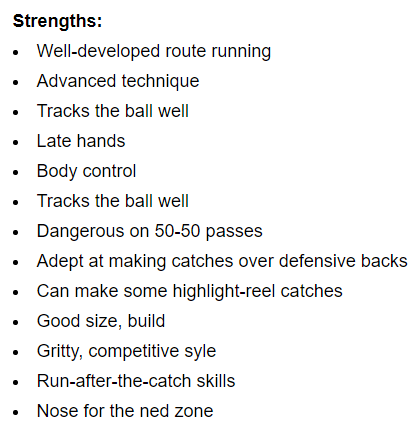 Strengths:
• Well-developed route running
• Advanced technique
• Tracks the ball well
• Late hands
• Body control
• Tracks the ball well
• Dangerous on 50-50 passes
• Adept at making catches over defensive backs
• Can make some highlight-reel catches
• Good size, build
• Gritty, competitive syle
• Run-after-the-catch skills
• Nose for the ned zone